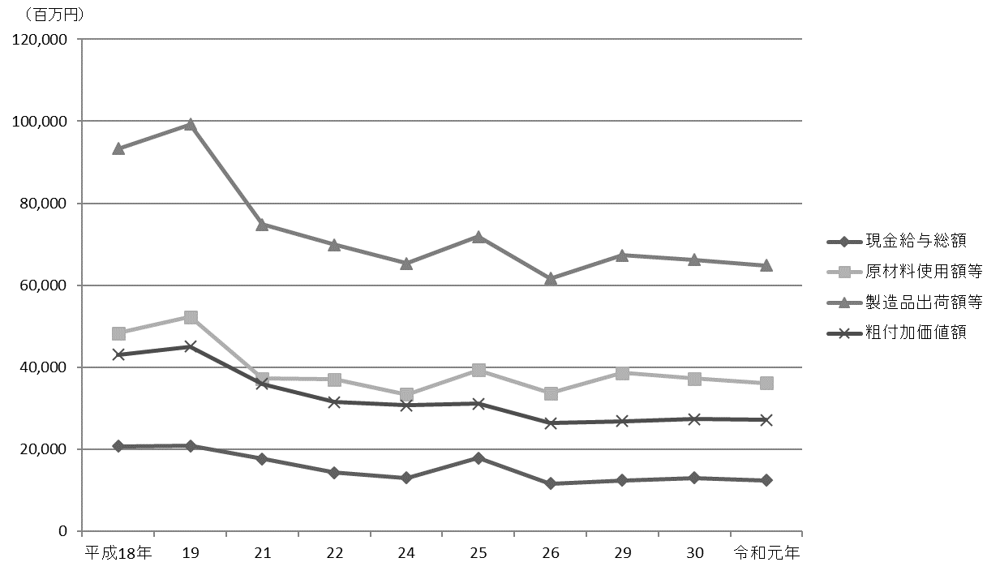 （百万円）
120,000
100,000
80,000
60,000
40,000
20,000
0
平成18年 19 21 22 24 25 26 29 30 令和元年
現金給与総額
原材料使用額等
製造品出荷額等
粗付加価値額